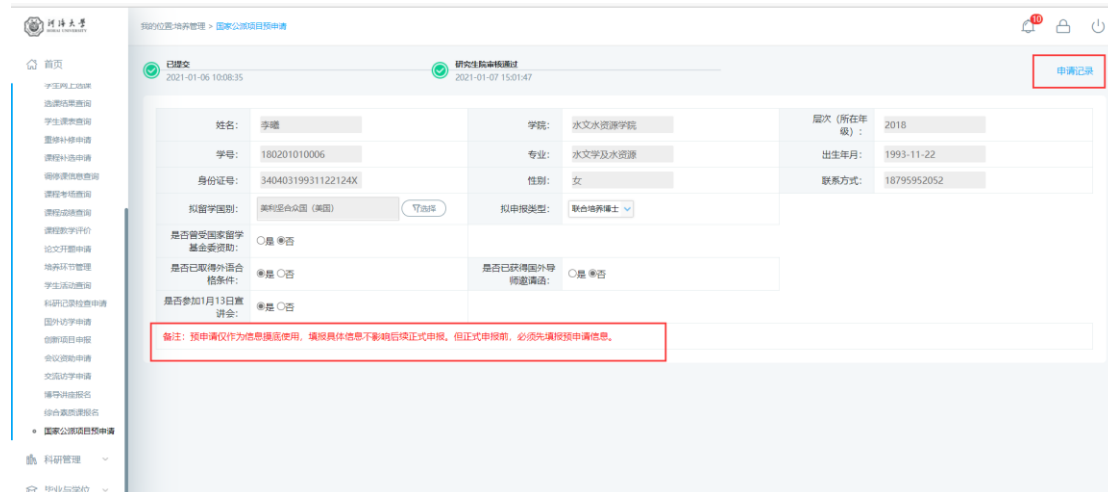 河海大学
HOHAI UNIVERSITY
我的位置:培养管理 > 国家公派项目预申请
10
首页
学生网上选课
选课结果查询
学生课表查询
重修补修申请
课程补选申请
调停课信息查询
课程考场查询
课程成绩查询
课程教学评价
论文开题申请
培养环节管理
学生活动查询
科研记录检查申请
国外访学申请
创新项目申报
会议资助申请
交流访学申请
博导讲座报名
综合素质课报名
国家公派项目预申请
科研管理
毕业与学位
已提交
2021-01-06 10:08:35
研究生院审核通过
2021-01-07 15:01:47
申请记录
姓名: 李曦 学院: 水文水资源学院 层次（所在年级）: 2018
学号: 180201010006 专业: 水文学及水资源 出生年月: 1993-11-22
身份证号: 34040319931122124X 性别: 女 联系方式: 18795952052
拟留学国别: 美利坚合众国（美国） 选择 拟申报类型: 联合培养博士
是否曾受国家留学基金委资助: 是 否
是否已取得外语合格条件: 是 否 是否已获得国外导师邀请函: 是 否
是否参加1月13日宣讲会: 是 否
备注：预申请仅作为信息摸底使用，填报具体信息不影响后续正式申报。但正式申报前，必须先填报预申请信息。